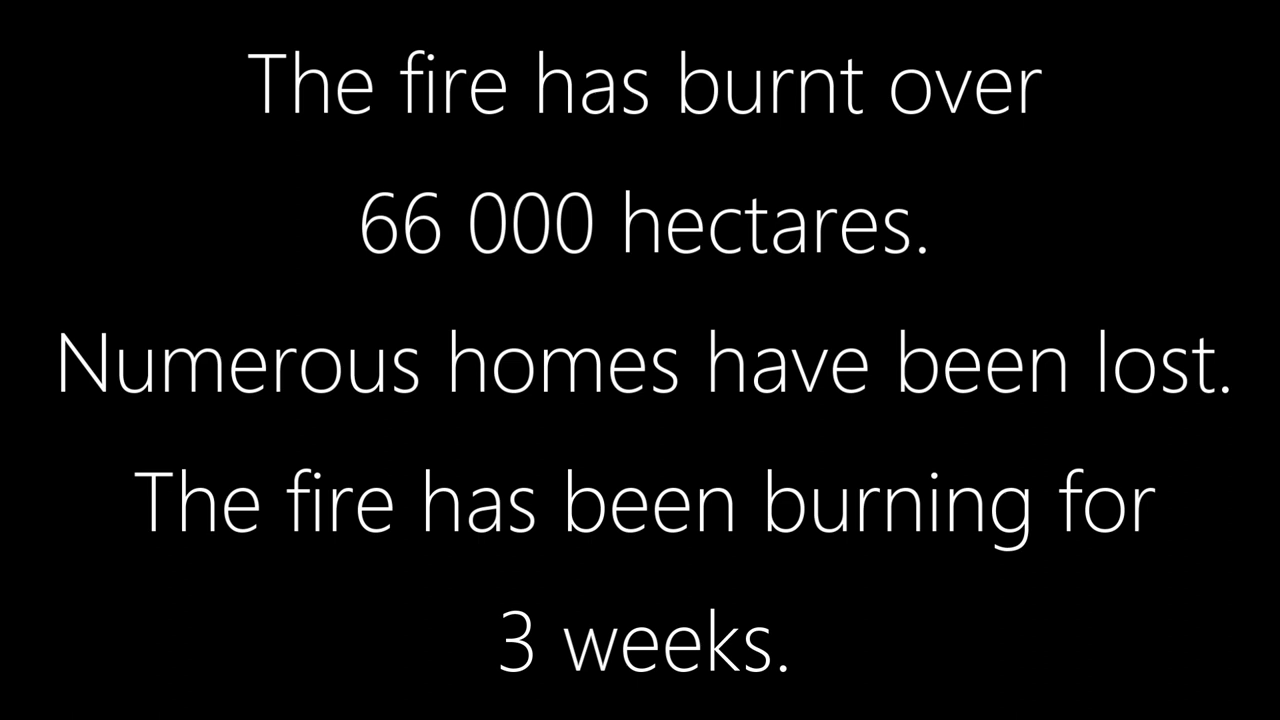 The fire has burnt over
66 000 hectares.
Numerous homes have been lost.
The fire has been burning for
3 weeks.